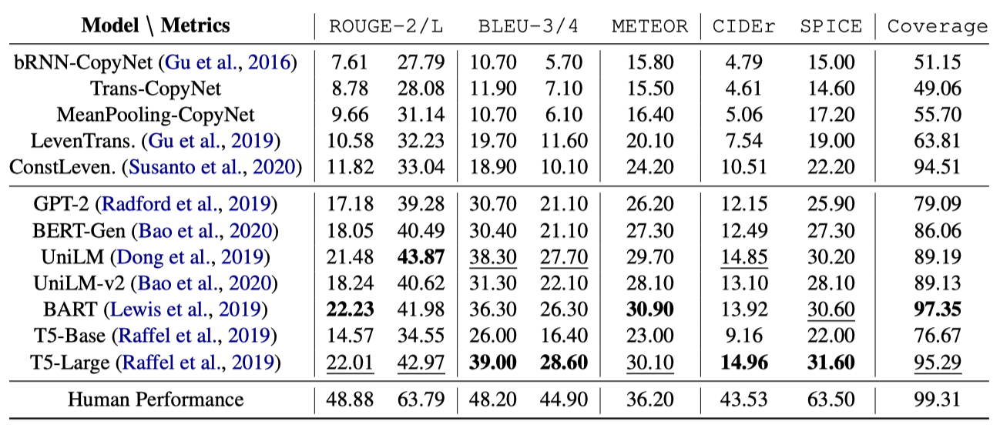 Model \ Metrics ROUGE-2/L BLEU-3/4 METEOR CIDEr SPICE Coverage
bRNN-CopyNet (Gu et al., 2016) 7.61 27.79 10.70 5.70 15.80 4.79 15.00 51.15
Trans-CopyNet 8.78 28.08 11.90 7.10 15.50 4.61 14.60 49.06
MeanPooling-CopyNet 9.66 31.14 10.70 6.10 16.40 5.06 17.20 55.70
LevenTrans. (Gu et al., 2019) 10.58 32.23 19.70 11.60 20.10 7.54 19.00 63.81
ConstLeven. (Susanto et al., 2020) 11.82 33.04 18.90 10.10 24.20 10.51 22.20 94.51
GPT-2 (Radford et al., 2019) 17.18 39.28 30.70 21.10 26.20 12.15 25.90 79.09
BERT-Gen (Bao et al., 2020) 18.05 40.49 30.40 21.10 27.30 12.49 27.30 86.06
UniLM (Dong et al., 2019) 21.48 43.87 38.30 27.70 29.70 14.85 30.20 89.19
UniLM-v2 (Bao et al., 2020) 18.24 40.62 31.30 22.10 28.10 13.10 28.10 89.13
BART (Lewis et al., 2019) 22.23 41.98 36.30 26.30 30.90 13.92 30.60 97.35
T5-Base (Raffel et al., 2019) 14.57 34.55 26.00 16.40 23.00 9.16 22.00 76.67
T5-Large (Raffel et al., 2019) 22.01 42.97 39.00 28.60 30.10 14.96 31.60 95.29
Human Performance 48.88 63.79 48.20 44.90 36.20 43.53 63.50 99.31